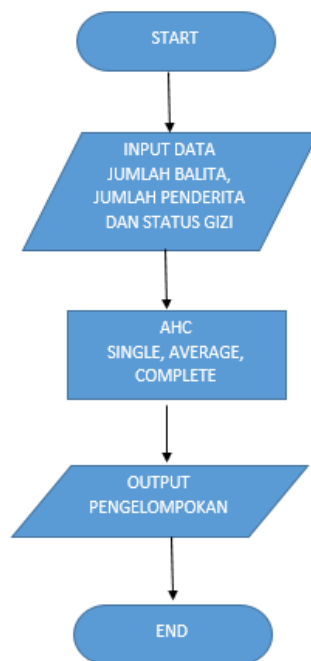 START
INPUT DATA
JUMLAH BALITA,
JUMLAH PENDERITA
DAN STATUS GIZI
AHC
SINGLE, AVERAGE,
COMPLETE
OUTPUT
PENGELOMPOKAN
END